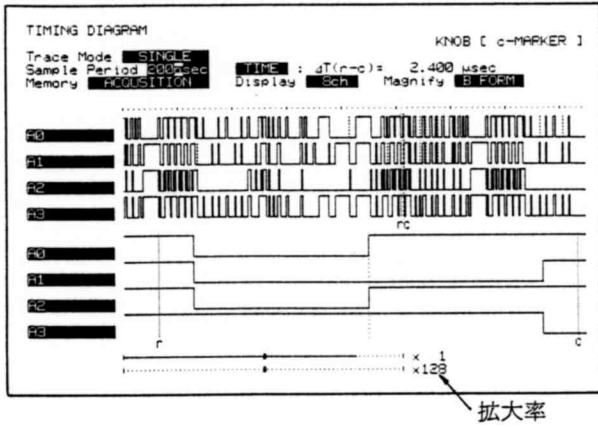 TIMING DIAGRAM
KNOB [ c-MARKER ]
Trace Mode SINGLE
Sample Period 200nsec TIME : ΔT(r-c)= 2.400 μsec
Memory ACQUSITION Display 8ch Magnify B FORM
A0
A1
A2
A3
rc
A0
A1
A2
A3
r c
× 1
×128
拡大率